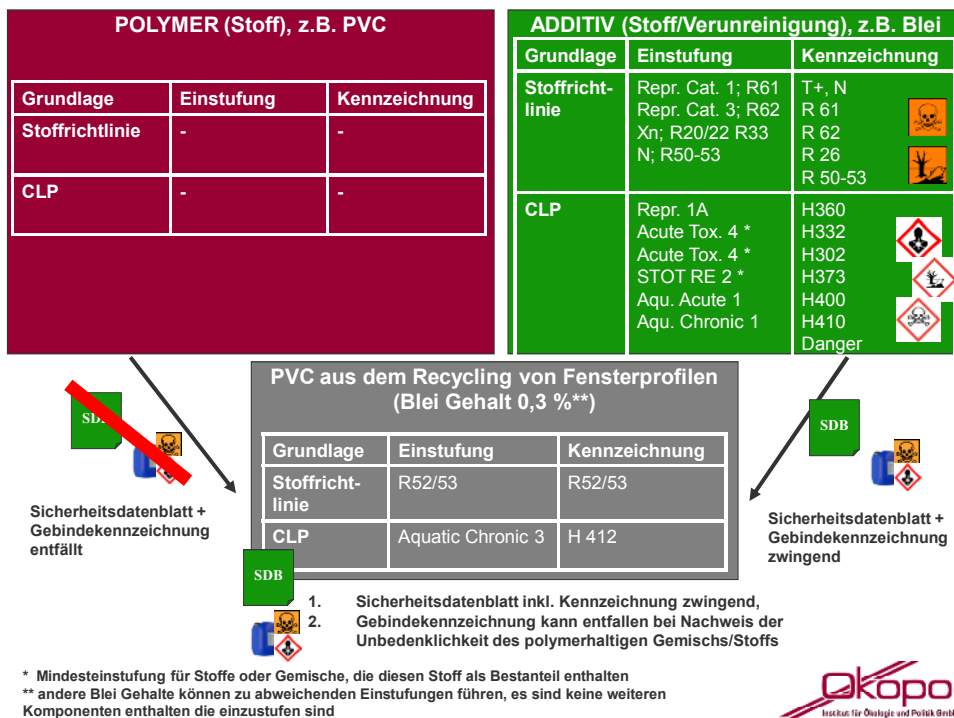 POLYMER (Stoff), z.B. PVC
Grundlage Einstufung Kennzeichnung
Stoffrichtlinie - -
CLP - -
ADDITIV (Stoff/Verunreinigung), z.B. Blei
Grundlage Einstufung Kennzeichnung
Stoffricht- Repr. Cat. 1; R61 T+, N
linie Repr. Cat. 3; R62 R 61
Xn; R20/22 R33 R 62
N; R50-53 R 26
R 50-53
CLP Repr. 1A H360
Acute Tox. 4 * H332
Acute Tox. 4 * H302
STOT RE 2 * H373
Aqu. Acute 1 H400
Aqu. Chronic 1 H410
Danger
SDB
Sicherheitsdatenblatt +
Gebindekennzeichnung
entfällt
PVC aus dem Recycling von Fensterprofilen
(Blei Gehalt 0,3 %**)
Grundlage Einstufung Kennzeichnung
Stoffricht- R52/53 R52/53
linie
CLP Aquatic Chronic 3 H 412
SDB
Sicherheitsdatenblatt +
Gebindekennzeichnung
zwingend
SDB
1. Sicherheitsdatenblatt inkl. Kennzeichnung zwingend,
2. Gebindekennzeichnung kann entfallen bei Nachweis der
Unbedenklichkeit des polymerhaltigen Gemischs/Stoffs
* Mindesteinstufung für Stoffe oder Gemische, die diesen Stoff als Bestandteil enthalten
** andere Blei Gehalte können zu abweichenden Einstufungen führen, es sind keine weiteren
Komponenten enthalten die einzustufen sind
Ökopol
Institut für Ökologie und Politik GmbH